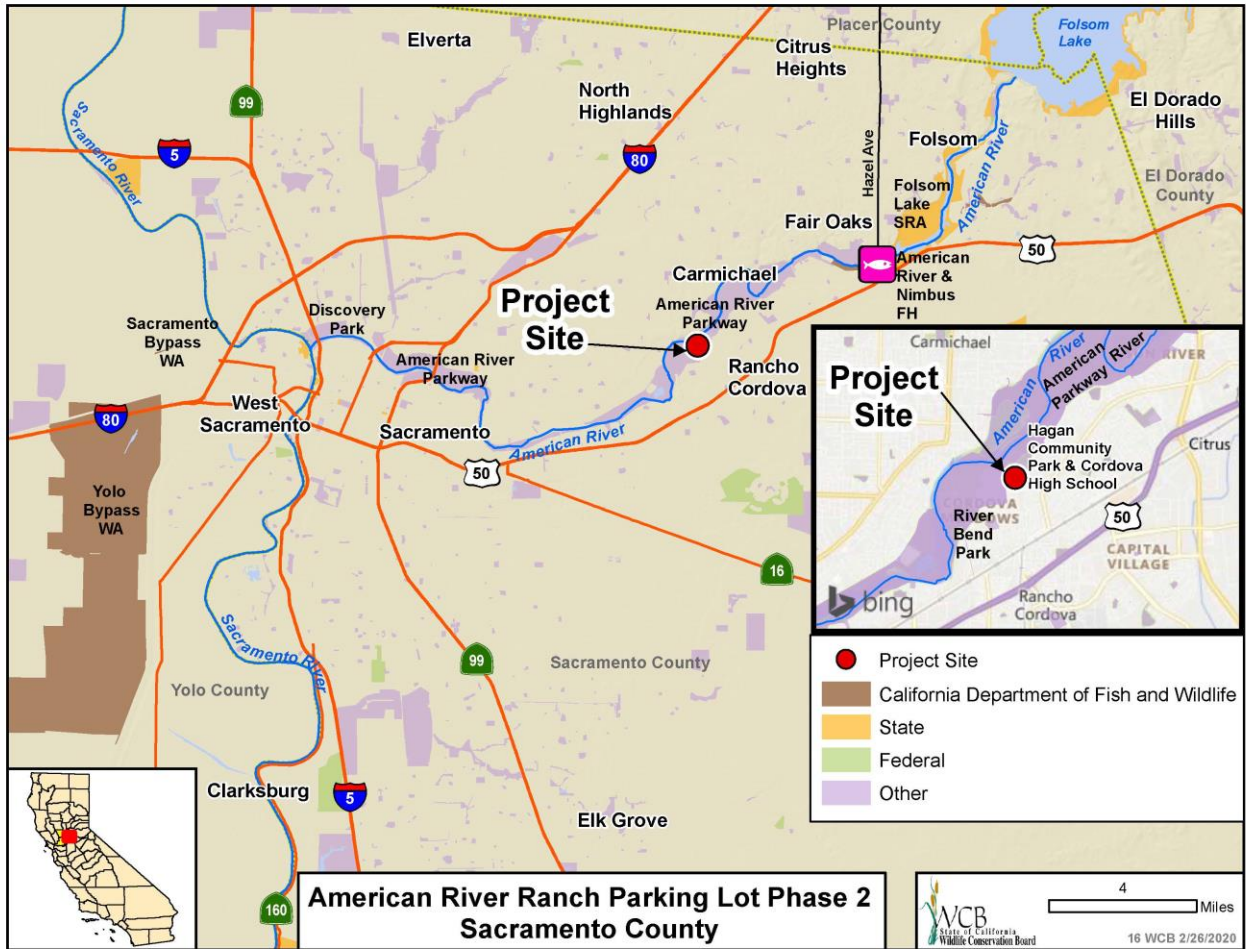 Placer County
Folsom
Lake
Elverta
Citrus
Heights
North
Highlands
El Dorado
Hills
99
Sacramento River
5
80
Hazel Ave
Folsom
American River
Folsom
Lake
SRA
El Dorado
County
Fair Oaks
50
American
River &
Nimbus
FH
Carmichael
Project
Site
American River
Parkway
Discovery
Park
Sacramento
Bypass
WA
American River
Parkway
Rancho
Cordova
80
West
Sacramento
Sacramento
American River
50
Yolo
Bypass
WA
16
Sacramento River
99
Sacramento County
Yolo County
Clarksburg
5
Elk Grove
160
Carmichael
Project
Site
American River
American River
Parkway
Hagan
Community
Park & Cordova
High School
Citrus
50
River
Bend
Park
CAPITAL
VILLAGE
Rancho
Cordova
bing
Project Site
California Department of Fish and Wildlife
State
Federal
Other
American River Ranch Parking Lot Phase 2
Sacramento County
WCB
State of California
Wildlife Conservation Board
4
Miles
16 WCB 2/26/2020